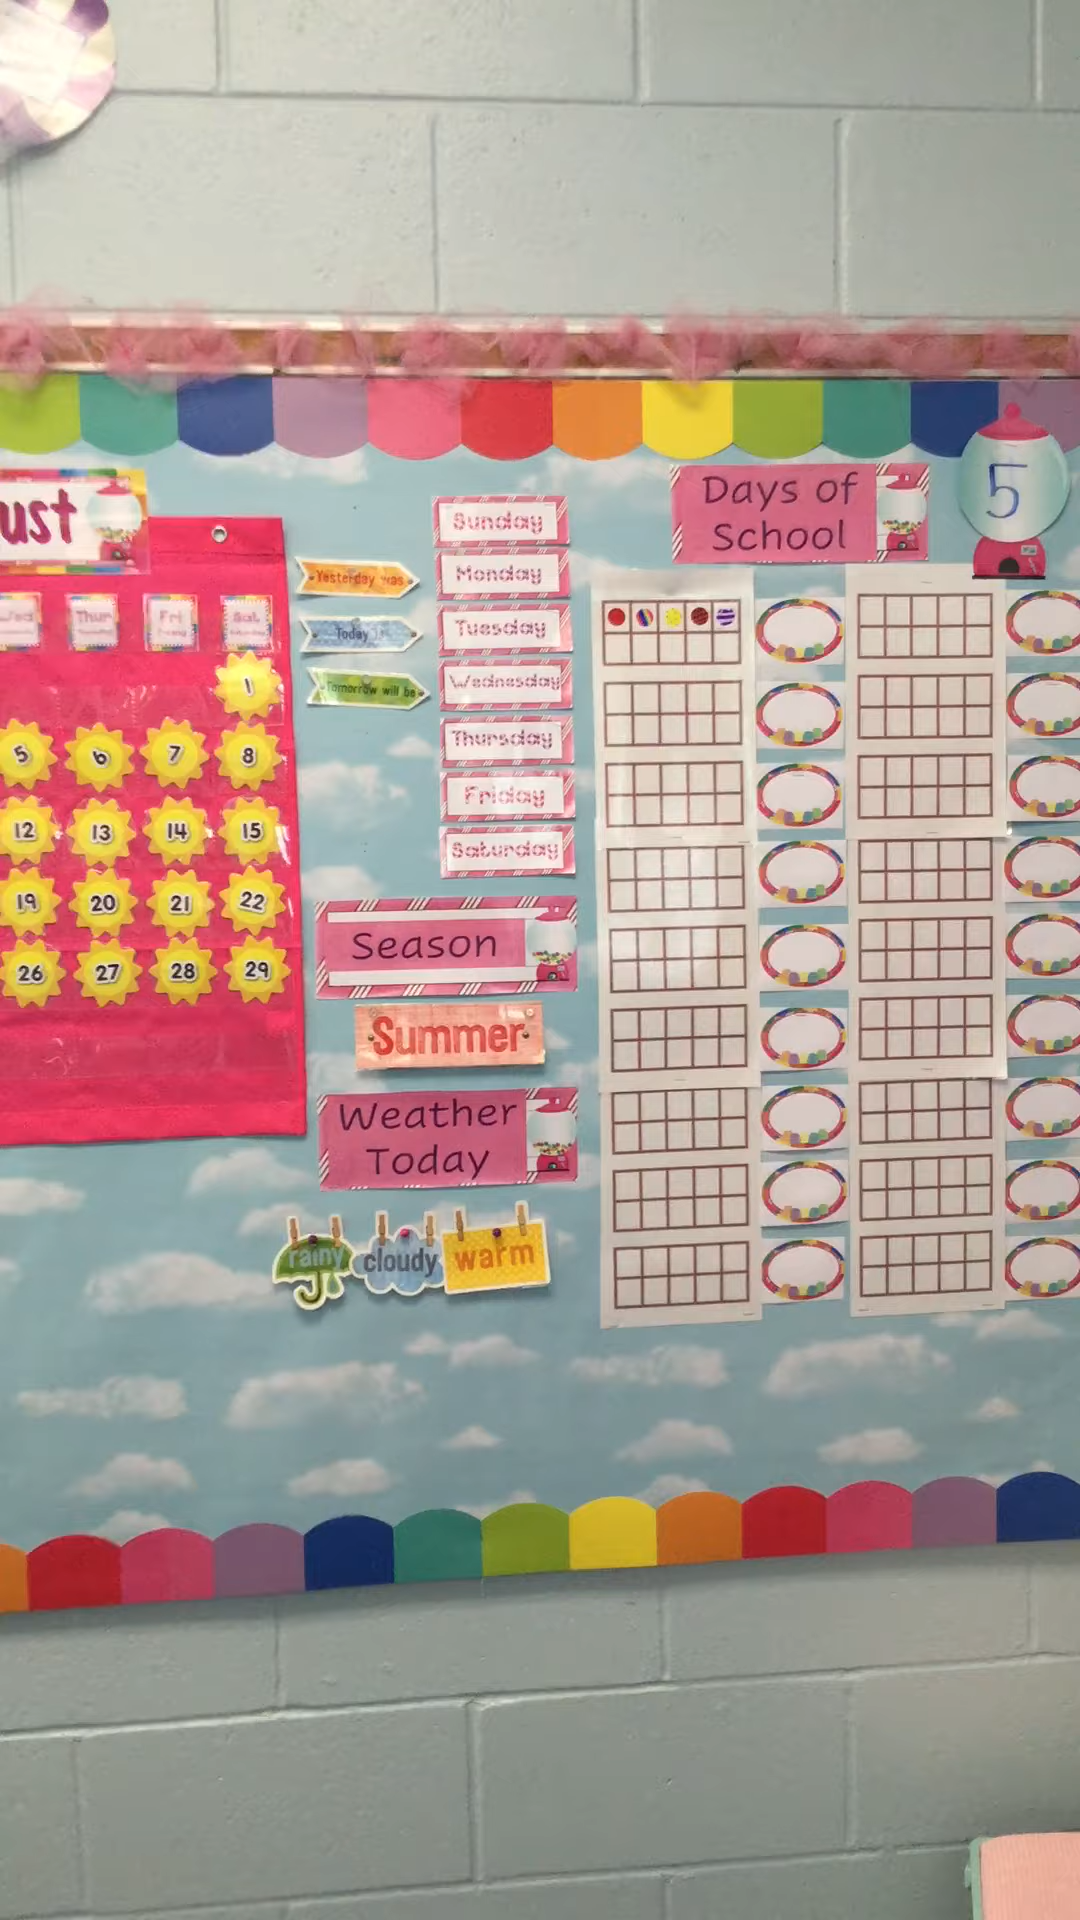 ust
Wed Thur Fri Sat
1
5 6 7 8
12 13 14 15
19 20 21 22
26 27 28 29
Yesterday was
Today is
Tomorrow will be
Sunday
Monday
Tuesday
Wednesday
Thursday
Friday
Saturday
Season
Summer
Weather
Today
rainy cloudy warm
Days of
School
5